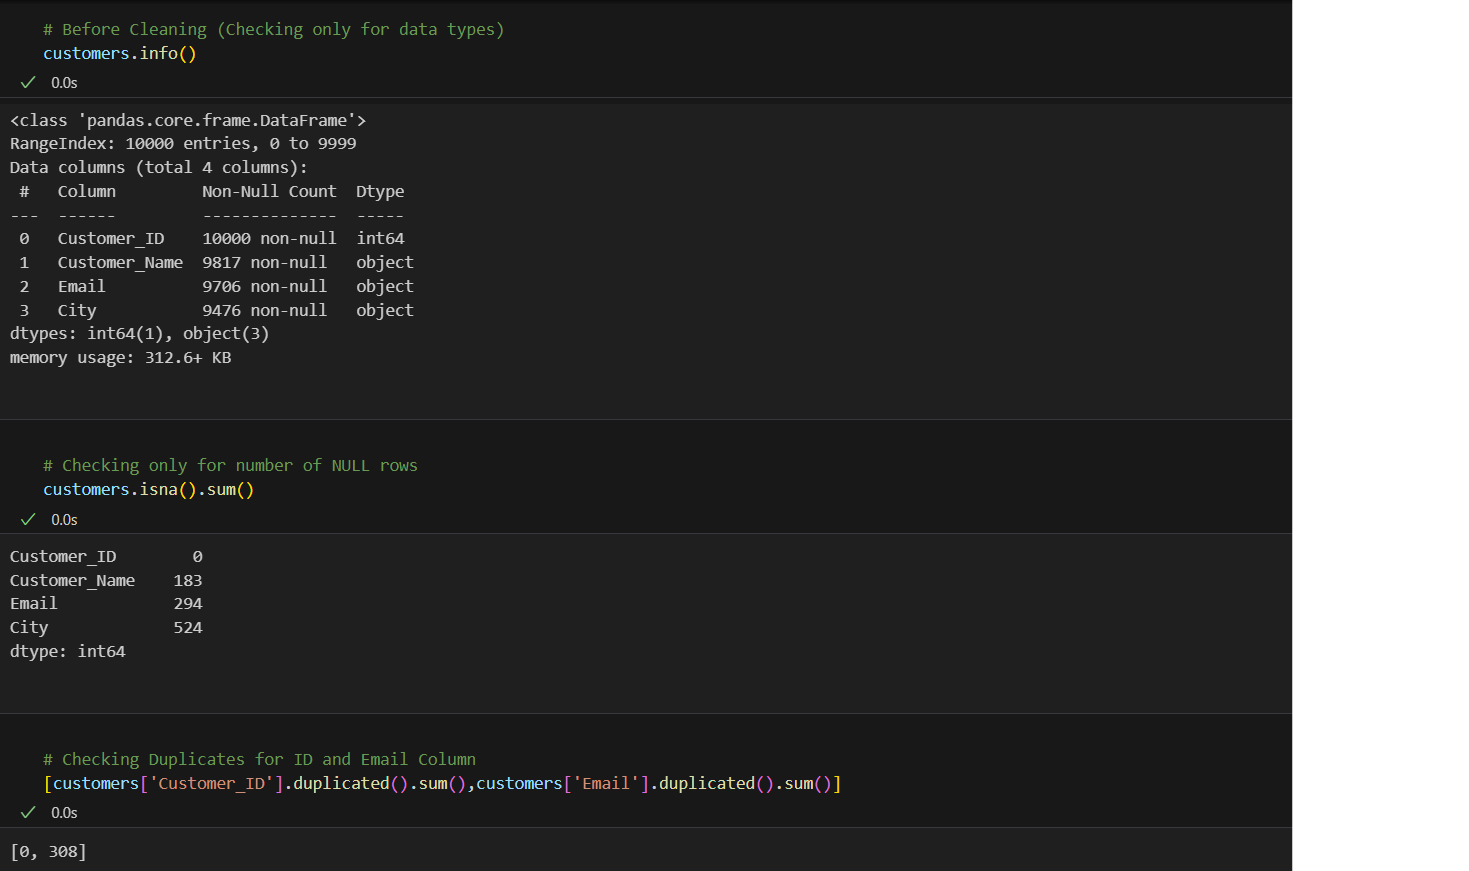 # Before Cleaning (Checking only for data types)
customers.info()
0.0s
<class 'pandas.core.frame.DataFrame'>
RangeIndex: 10000 entries, 0 to 9999
Data columns (total 4 columns):
 #   Column         Non-Null Count  Dtype
---  ------         --------------  -----
 0   Customer_ID    10000 non-null  int64
 1   Customer_Name  9817 non-null   object
 2   Email          9706 non-null   object
 3   City           9476 non-null   object
dtypes: int64(1), object(3)
memory usage: 312.6+ KB
# Checking only for number of NULL rows
customers.isna().sum()
0.0s
Customer_ID        0
Customer_Name    183
Email            294
City             524
dtype: int64
# Checking Duplicates for ID and Email Column
[customers['Customer_ID'].duplicated().sum(),customers['Email'].duplicated().sum()]
0.0s
[0, 308]